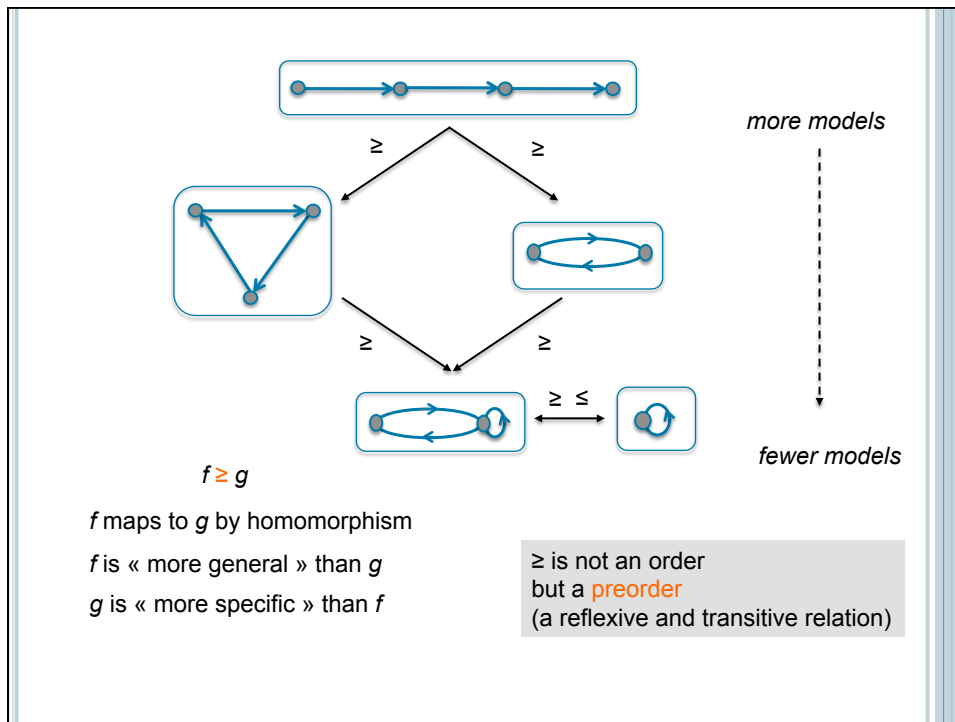 more models
≥ ≥
≥ ≥
≥ ≤
fewer models
f ≥ g
f maps to g by homomorphism
f is « more general » than g
g is « more specific » than f
≥ is not an order
but a preorder
(a reflexive and transitive relation)